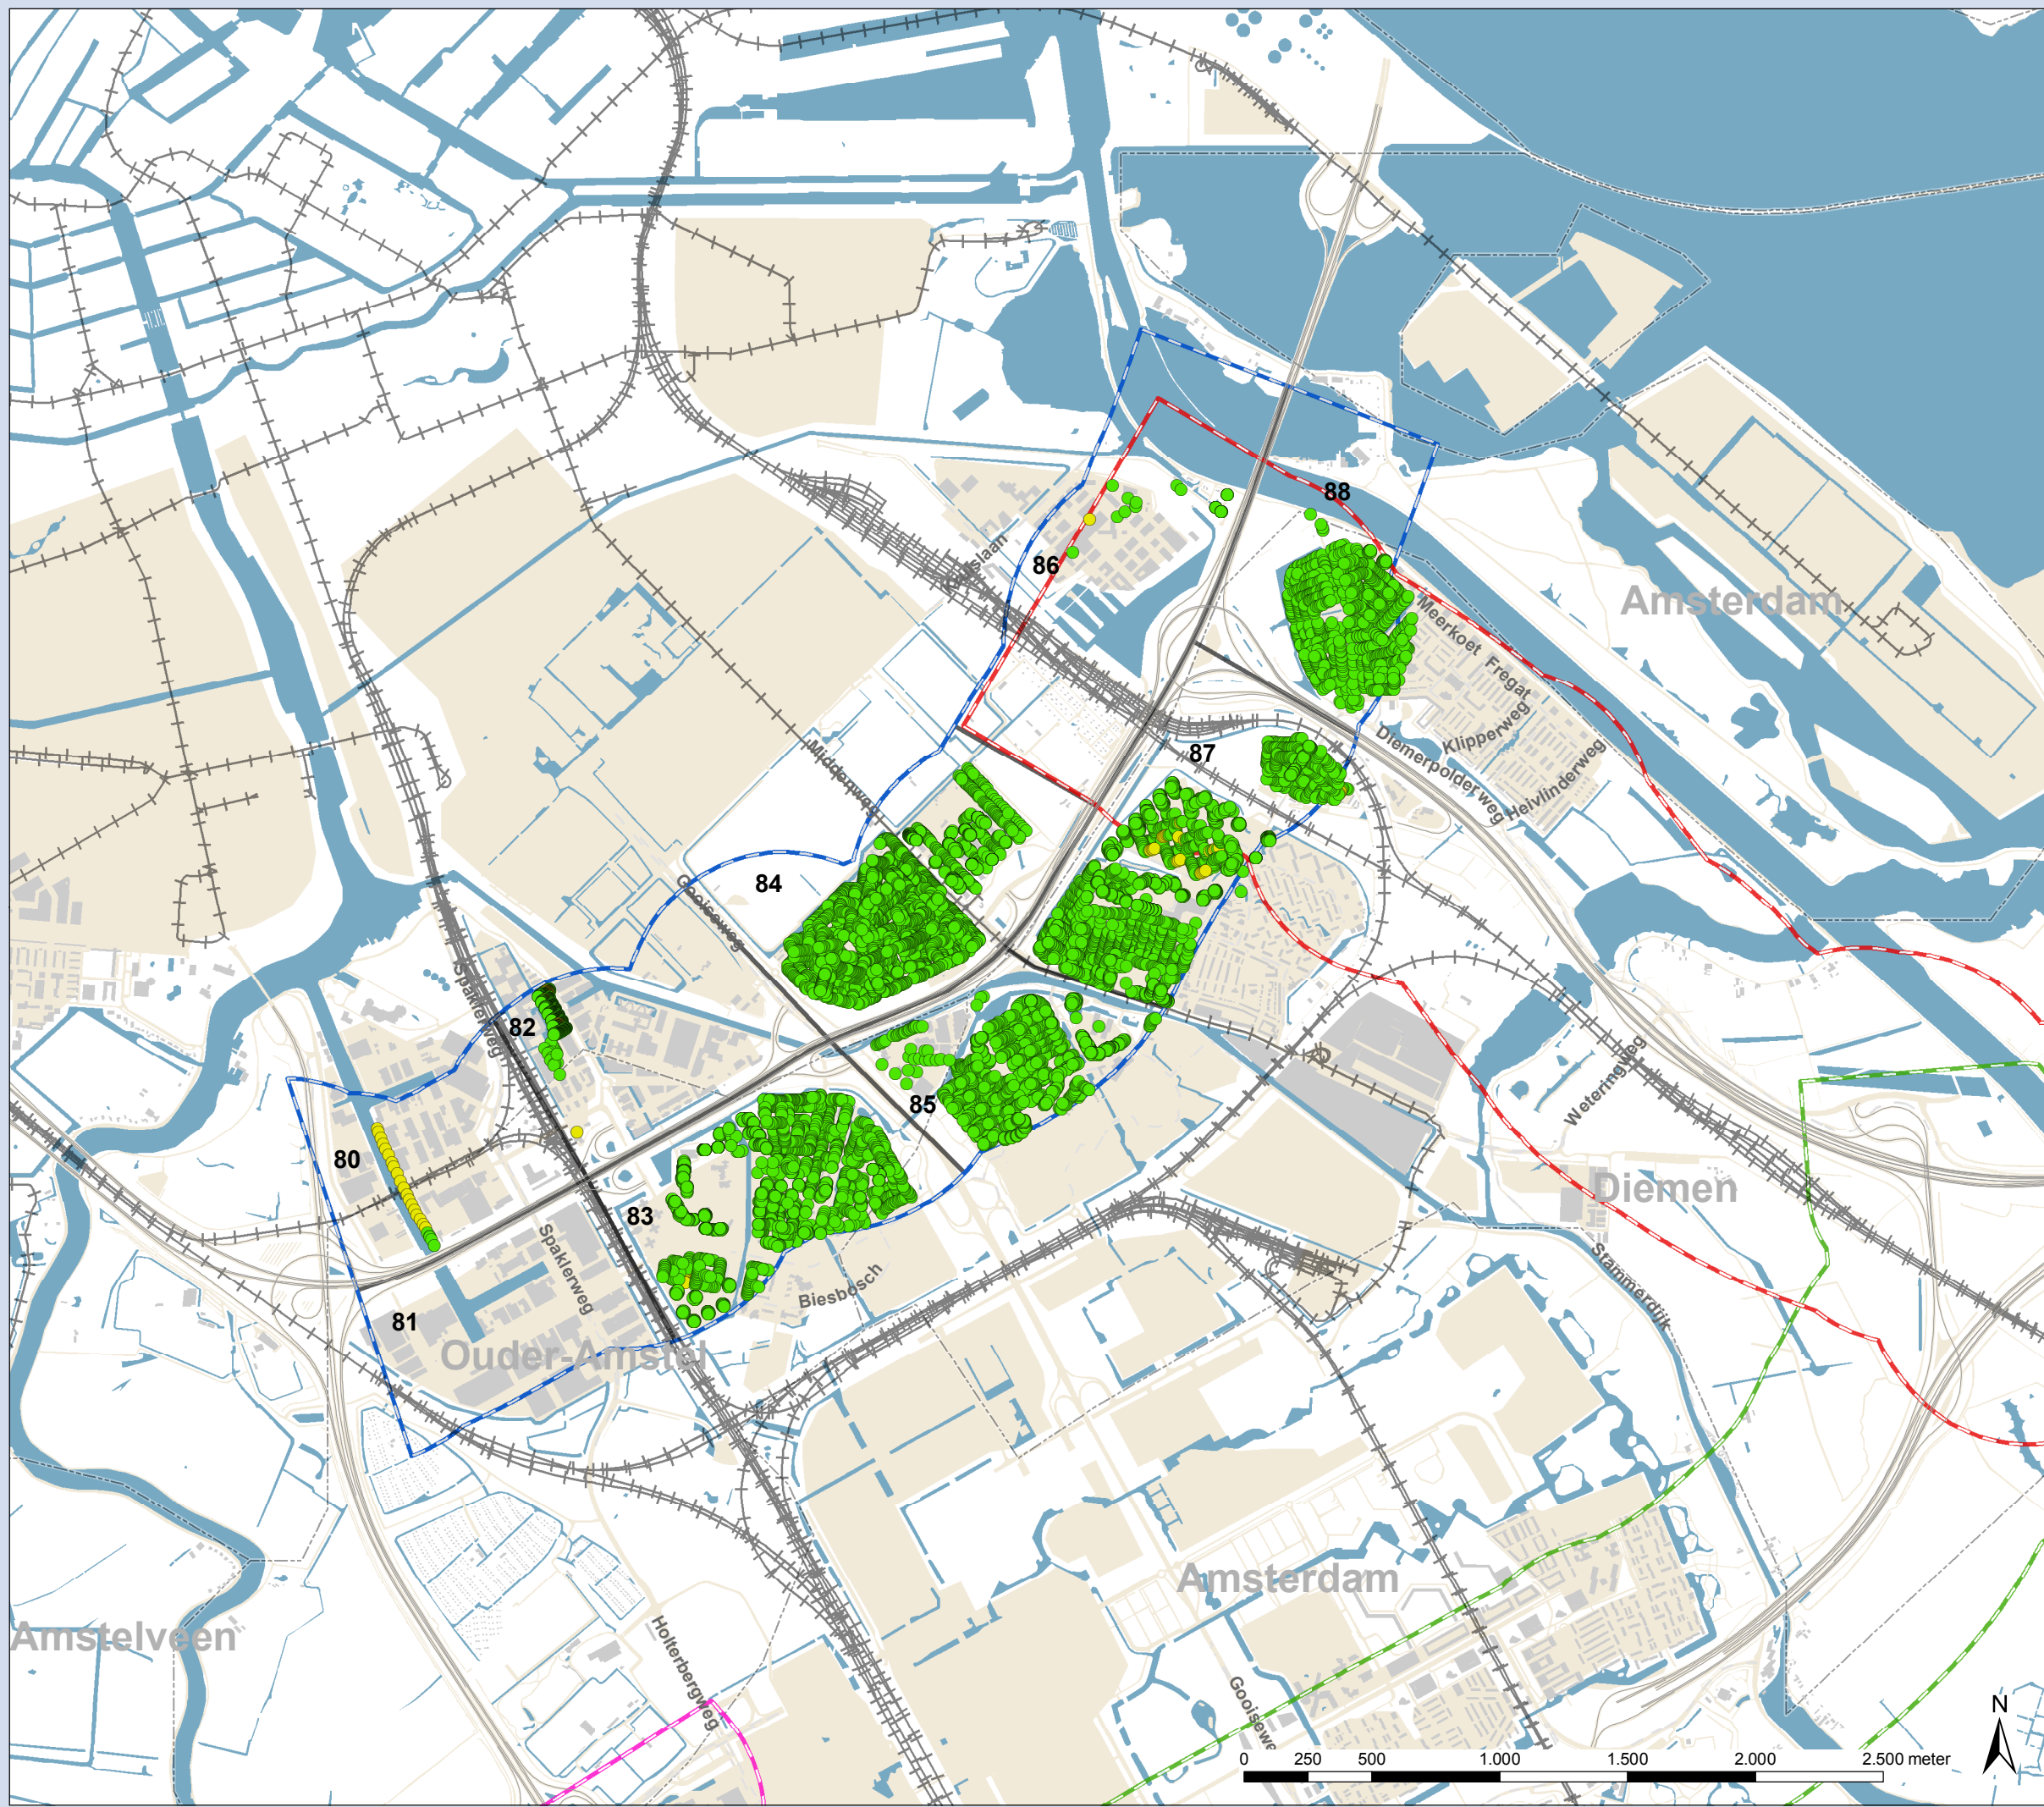 88
86
Amsterdam
Meerkoet
Fregat
Klipperweg
Diemerpolderweg
Heivlinderweg
87
Middenweg
84
Gooiseweg
Spaklerweg
82
85
Weteringweg
80
83
Diemen
Spaklerweg
Biesbosch
Stammerdijk
81
Ouder-Amstel
Amsterdam
Amstelveen
Holterbergweg
Gooisewe
N
0 250 500 1.000 1.500 2.000 2.500 meter